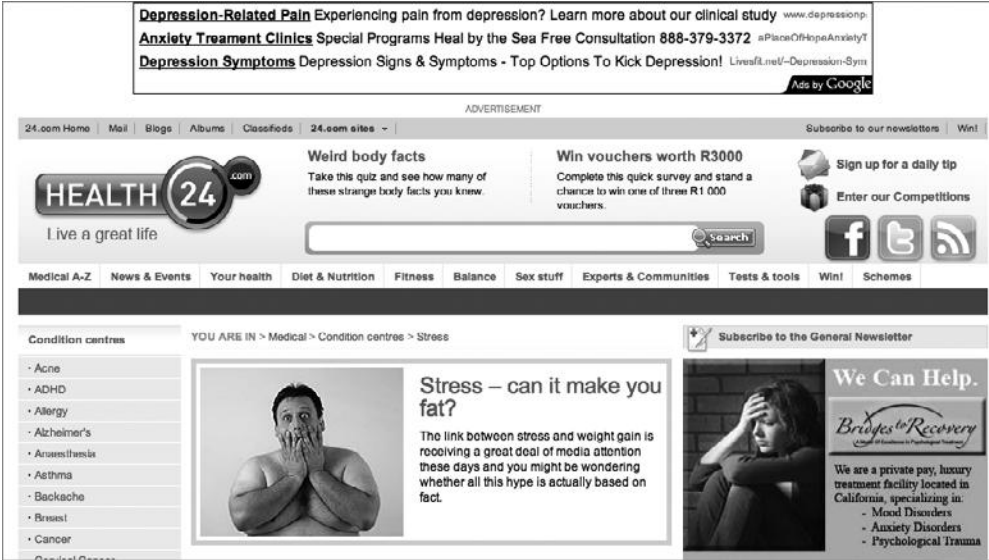 Depression-Related Pain Experiencing pain from depression? Learn more about our clinical study www.depressionp
Anxiety Treament Clinics Special Programs Heal by the Sea Free Consultation 888-379-3372 aPlaceOfHopeAnxietyT
Depression Symptoms Depression Signs & Symptoms - Top Options To Kick Depression! Livesfit.net/~Depression-Sym
Ads by Google
ADVERTISEMENT
24.com Home | Mail | Blogs | Albums | Classifieds | 24.com sites
Subscribe to our newsletters | Win!
HEALTH 24 .com
Live a great life
Weird body facts
Take this quiz and see how many of
these strange body facts you knew.
Win vouchers worth R3000
Complete this quick survey and stand a
chance to win one of three R1 000
vouchers.
Sign up for a daily tip
Enter our Competitions
search
Medical A-Z News & Events Your health Diet & Nutrition Fitness Balance Sex stuff Experts & Communities Tests & tools Win! Schemes
Condition centres
· Acne
· ADHD
· Allergy
· Alzheimer's
· Anaesthesia
· Asthma
· Backache
· Breast
· Cancer
YOU ARE IN > Medical > Condition centres > Stress
Stress – can it make you
fat?
The link between stress and weight gain is
receiving a great deal of media attention
these days and you might be wondering
whether all this hype is actually based on
fact.
Subscribe to the General Newsletter
We Can Help.
Bridges to Recovery
We are a private pay, luxury
treatment facility located in
California, specializing in:
- Mood Disorders
- Anxiety Disorders
- Psychological Trauma